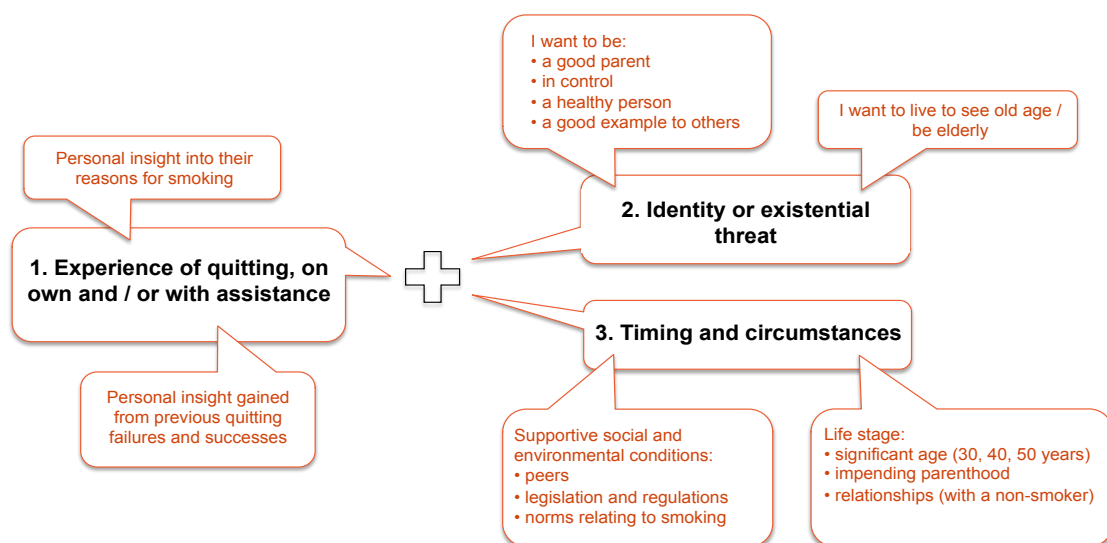 Personal insight into their
reasons for smoking
1. Experience of quitting, on
own and / or with assistance
Personal insight gained
from previous quitting
failures and successes
I want to be:
• a good parent
• in control
• a healthy person
• a good example to others
I want to live to see old age /
be elderly
2. Identity or existential
threat
3. Timing and circumstances
Supportive social and
environmental conditions:
• peers
• legislation and regulations
• norms relating to smoking
Life stage:
• significant age (30, 40, 50 years)
• impending parenthood
• relationships (with a non-smoker)